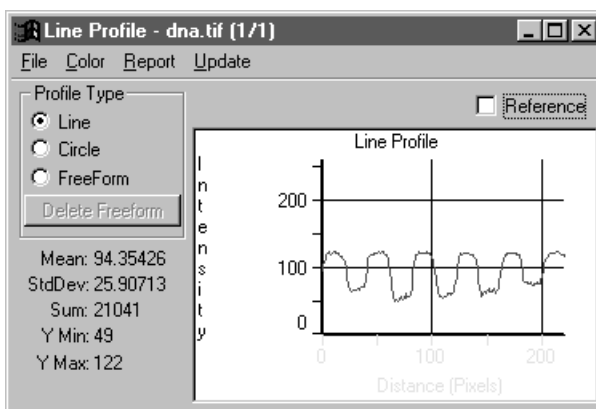 Line Profile - dna.tif (1/1)
File Color Report Update
Profile Type
Line
Circle
FreeForm
Delete Freeform
Mean: 94.35426
StdDev: 25.90713
Sum: 21041
Y Min: 49
Y Max: 122
Reference
Line Profile
Intensity
200
100
0
0 100 200
Distance (Pixels)